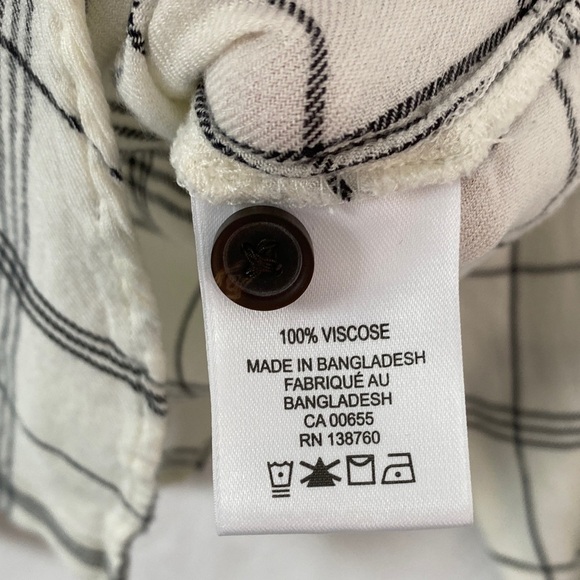 100% VISCOSE
MADE IN BANGLADESH
FABRIQUÉ AU
BANGLADESH
CA 00655
RN 138760